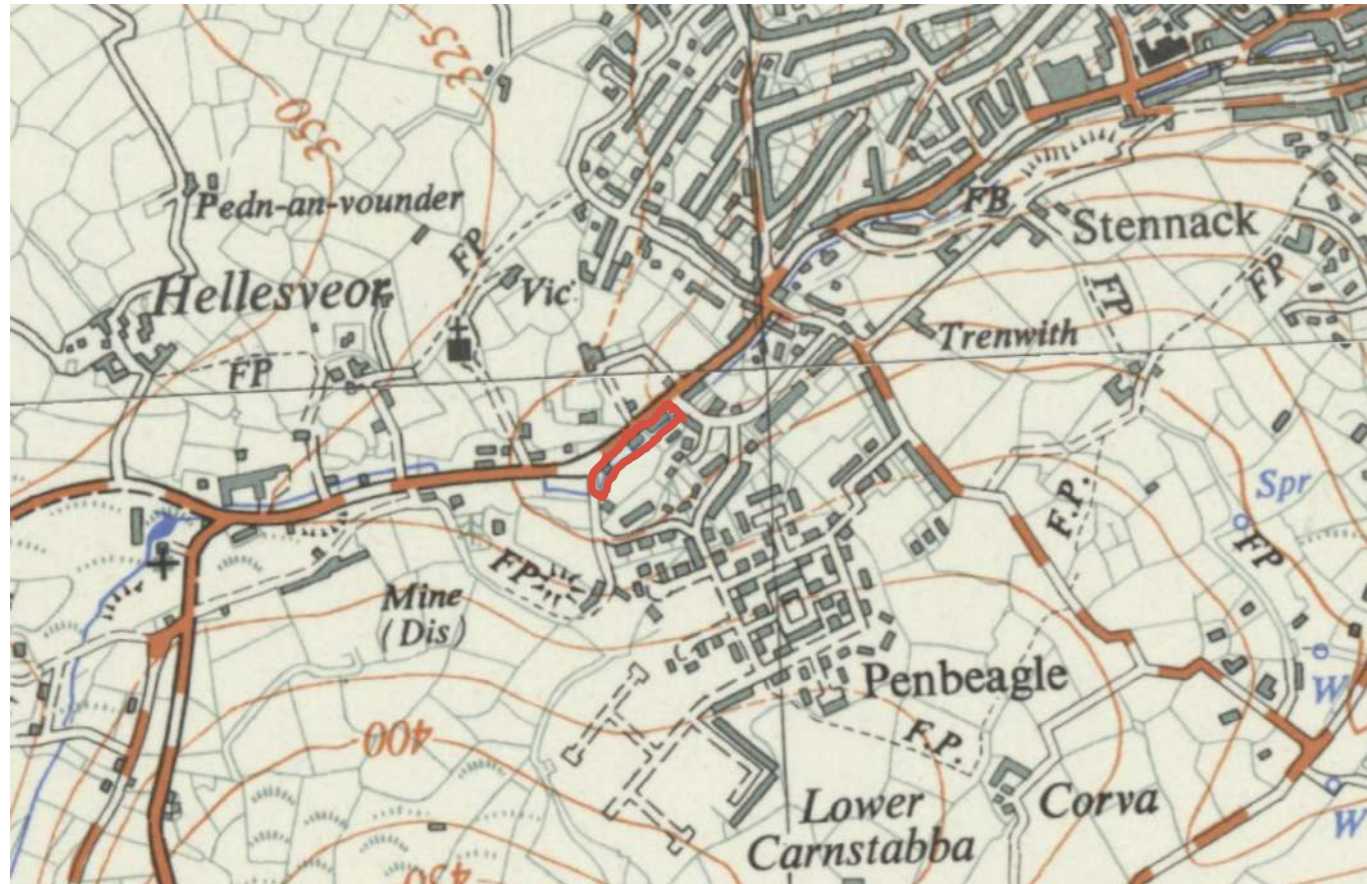 325
350
Pedn-an-vounder
FP
FB
Stennack
Hellesveor
Vic
FP
FP
Trenwith
FP
Spr
F.P.
FP
FP
Mine
(Dis)
Penbeagle
W
F.P.
400
Lower
Carnstabba
Corva
W
450